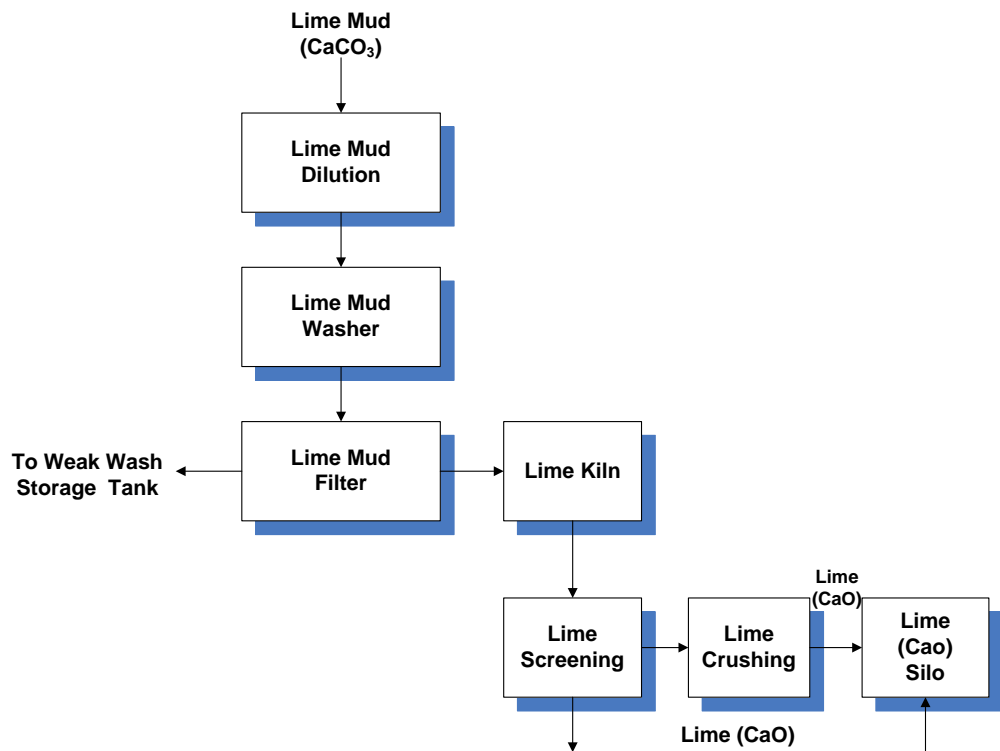 Lime Mud
(CaCO₃)
Lime Mud
Dilution
Lime Mud
Washer
To Weak Wash
Storage Tank
Lime Mud
Filter
Lime Kiln
Lime
Screening
Lime
Crushing
Lime
(CaO)
Lime
(Cao)
Silo
Lime (CaO)